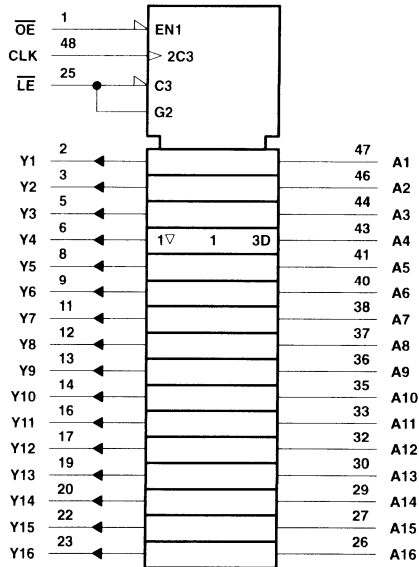 OE 1 EN1
CLK 48 2C3
LE 25 C3
G2
Y1 2 47 A1
Y2 3 46 A2
Y3 5 44 A3
Y4 6 1▽ 1 3D 43 A4
Y5 8 41 A5
Y6 9 40 A6
Y7 11 38 A7
Y8 12 37 A8
Y9 13 36 A9
Y10 14 35 A10
Y11 16 33 A11
Y12 17 32 A12
Y13 19 30 A13
Y14 20 29 A14
Y15 22 27 A15
Y16 23 26 A16